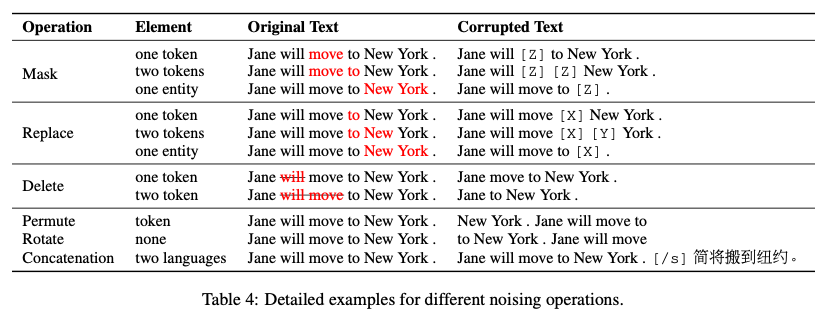 Operation Element Original Text Corrupted Text
Mask one token Jane will move to New York . Jane will [Z] to New York .
two tokens Jane will move to New York . Jane will [Z] [Z] New York .
one entity Jane will move to New York . Jane will move to [Z] .
Replace one token Jane will move to New York . Jane will move [X] New York .
two tokens Jane will move to New York . Jane will move [X] [Y] York .
one entity Jane will move to New York . Jane will move to [X] .
Delete one token Jane will move to New York . Jane move to New York .
two token Jane will move to New York . Jane to New York .
Permute token Jane will move to New York . New York . Jane will move to
Rotate none Jane will move to New York . to New York . Jane will move
Concatenation two languages Jane will move to New York . Jane will move to New York . [/s] 简将搬到纽约。
Table 4: Detailed examples for different noising operations.